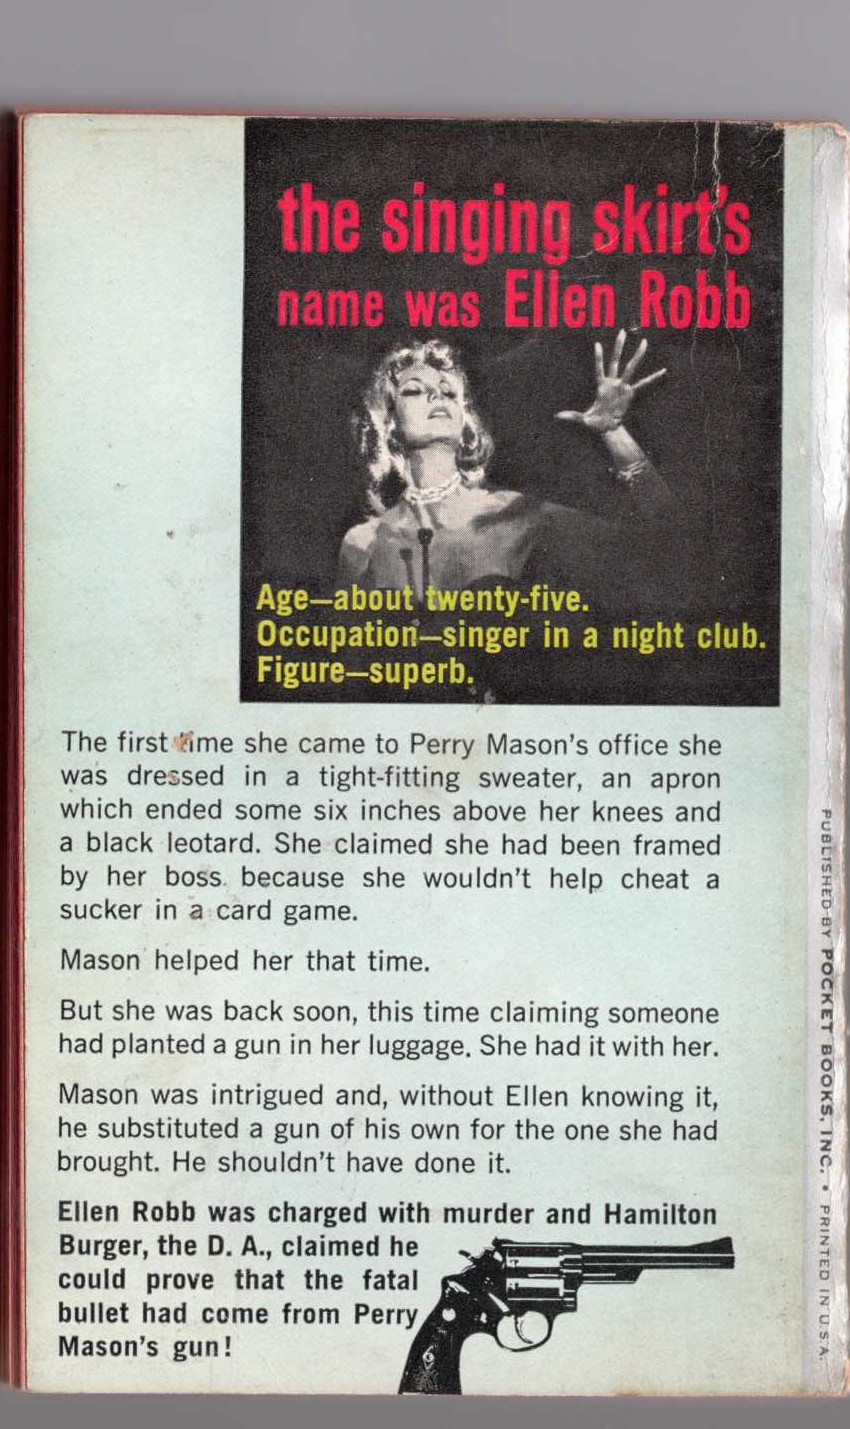 the singing skirt's
name was Ellen Robb
Age—about twenty-five.
Occupation—singer in a night club.
Figure—superb.
The first time she came to Perry Mason's office she
was dressed in a tight-fitting sweater, an apron
which ended some six inches above her knees and
a black leotard. She claimed she had been framed
by her boss because she wouldn't help cheat a
sucker in a card game.
Mason helped her that time.
But she was back soon, this time claiming someone
had planted a gun in her luggage. She had it with her.
Mason was intrigued and, without Ellen knowing it,
he substituted a gun of his own for the one she had
brought. He shouldn't have done it.
Ellen Robb was charged with murder and Hamilton
Burger, the D. A., claimed he
could prove that the fatal
bullet had come from Perry
Mason's gun!
PUBLISHED BY POCKET BOOKS, INC. • PRINTED IN U.S.A.